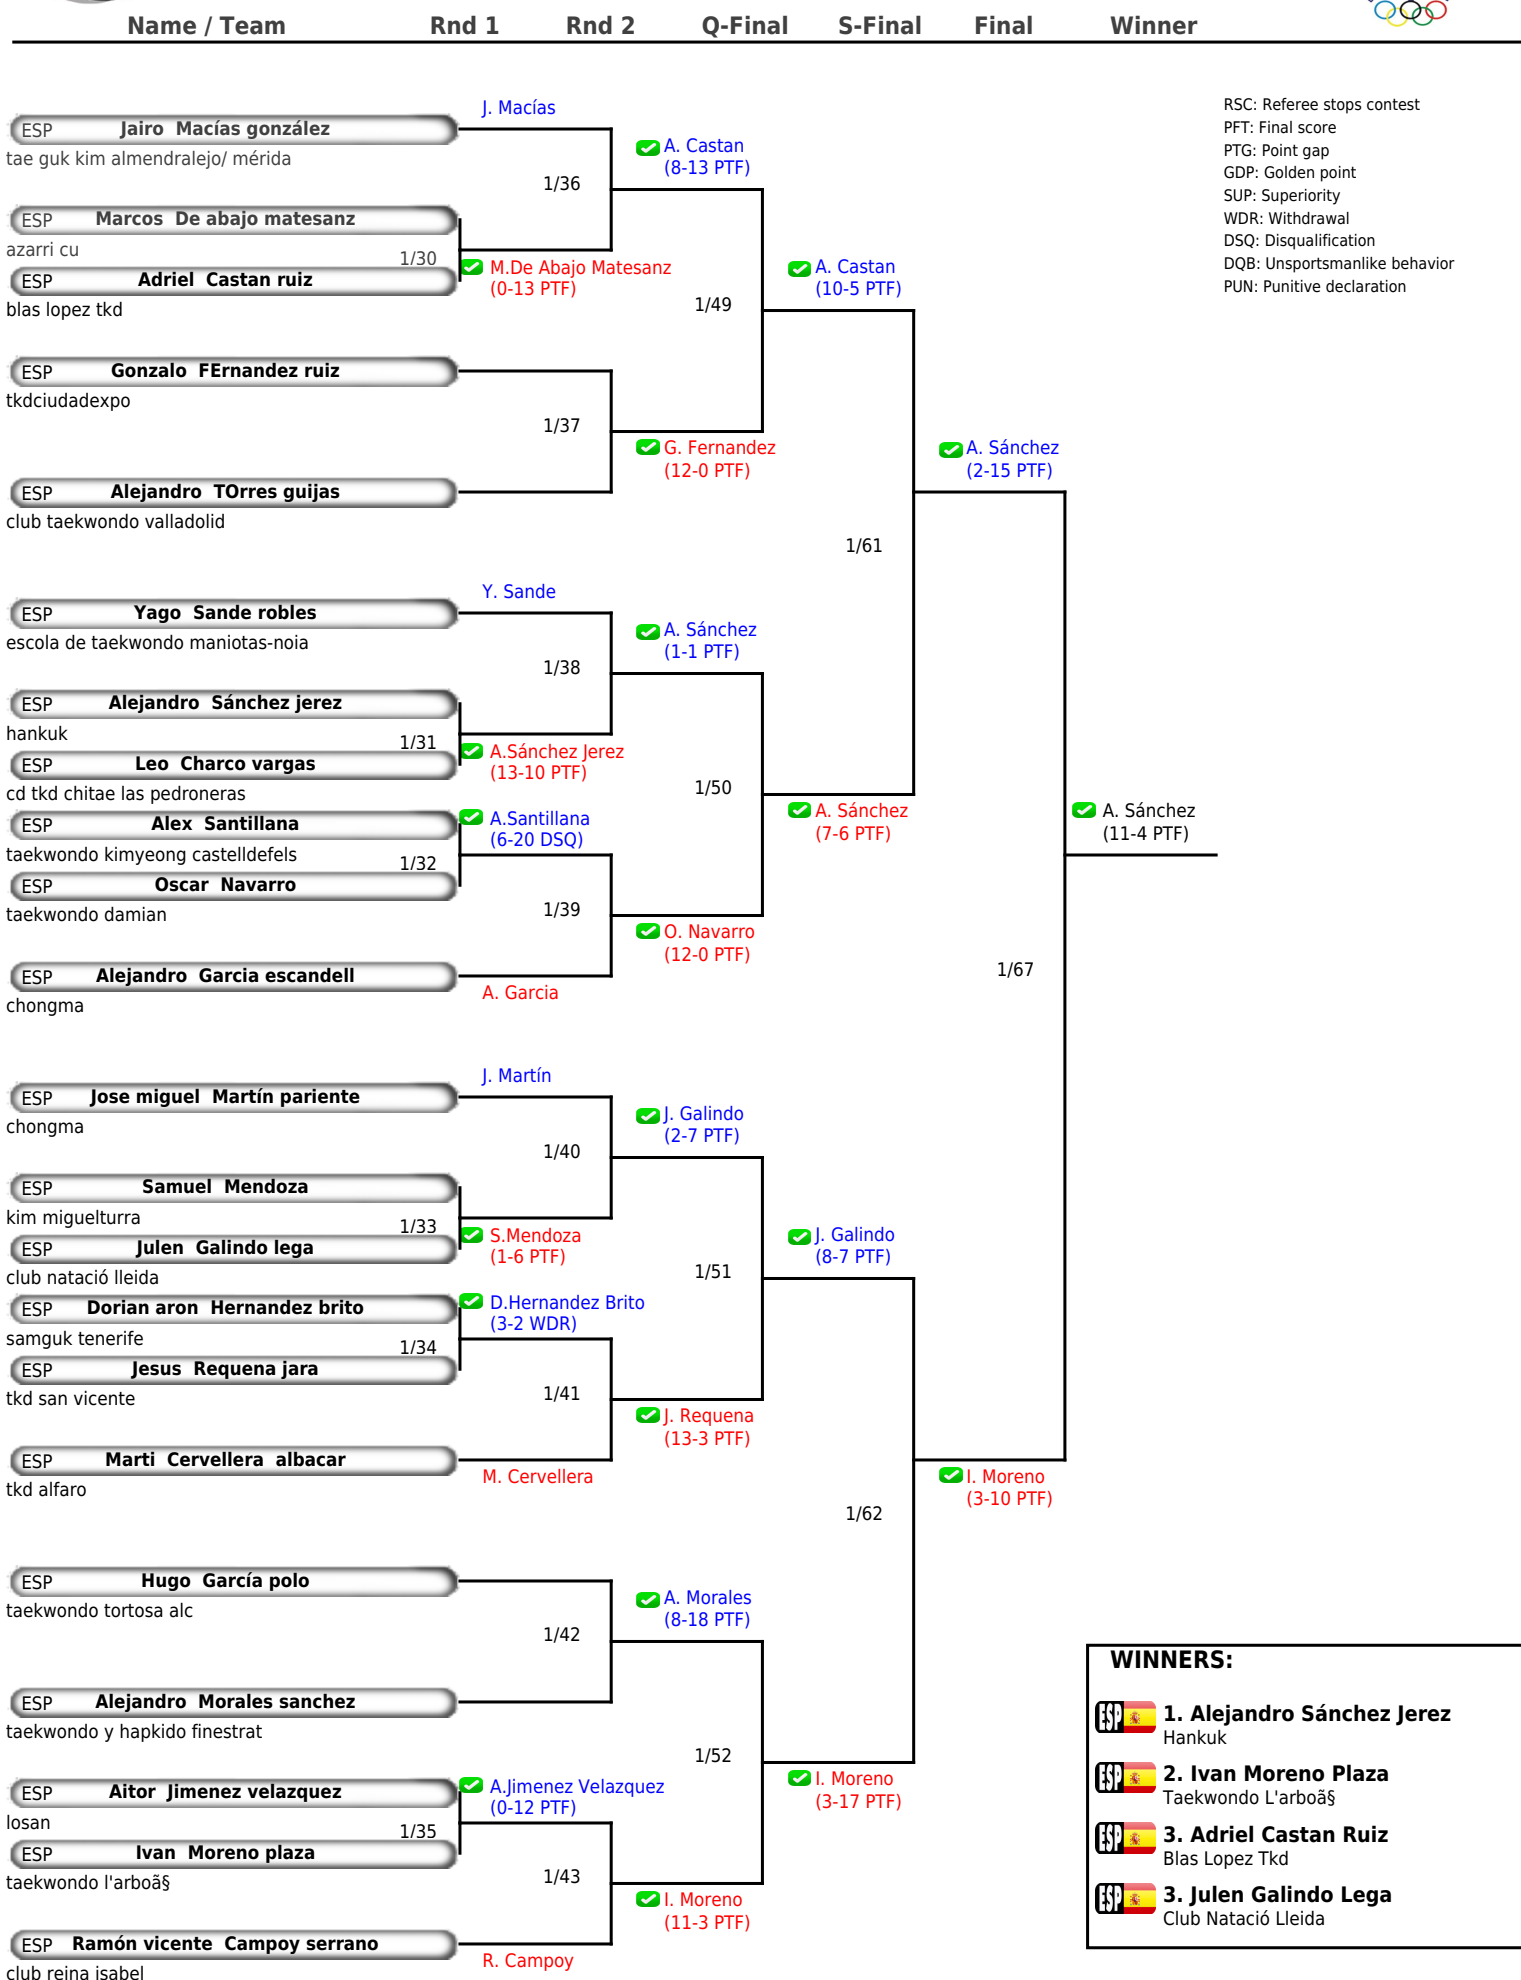 Name / Team Rnd 1 Rnd 2 Q-Final S-Final Final Winner
RSC: Referee stops contest
PFT: Final score
PTG: Point gap
GDP: Golden point
SUP: Superiority
WDR: Withdrawal
DSQ: Disqualification
DQB: Unsportsmanlike behavior
PUN: Punitive declaration
J. Macías
ESP Jairo Macías gonzález
tae guk kim almendralejo/ mérida
A. Castan
(8-13 PTF)
1/36
ESP Marcos De abajo matesanz
azarri cu
1/30
M.De Abajo Matesanz
(0-13 PTF)
ESP Adriel Castan ruiz
blas lopez tkd
A. Castan
(10-5 PTF)
1/49
ESP Gonzalo FErnandez ruiz
tkdciudadexpo
1/37
G. Fernandez
(12-0 PTF)
A. Sánchez
(2-15 PTF)
ESP Alejandro TOrres guijas
club taekwondo valladolid
1/61
Y. Sande
ESP Yago Sande robles
escola de taekwondo maniotas-noia
A. Sánchez
(1-1 PTF)
1/38
ESP Alejandro Sánchez jerez
hankuk
1/31
A.Sánchez Jerez
(13-10 PTF)
ESP Leo Charco vargas
cd tkd chitae las pedroneras
1/50
A. Sánchez
(7-6 PTF)
A. Sánchez
(11-4 PTF)
ESP Alex Santillana
A.Santillana
(6-20 DSQ)
taekwondo kimyeong castelldefels
1/32
ESP Oscar Navarro
taekwondo damian
1/39
O. Navarro
(12-0 PTF)
ESP Alejandro Garcia escandell
A. Garcia
chongma
1/67
J. Martín
ESP Jose miguel Martín pariente
chongma
J. Galindo
(2-7 PTF)
1/40
ESP Samuel Mendoza
kim miguelturra
1/33
S.Mendoza
(1-6 PTF)
ESP Julen Galindo lega
club natació lleida
J. Galindo
(8-7 PTF)
1/51
ESP Dorian aron Hernandez brito
D.Hernandez Brito
(3-2 WDR)
samguk tenerife
1/34
ESP Jesus Requena jara
tkd san vicente
1/41
J. Requena
(13-3 PTF)
ESP Marti Cervellera albacar
M. Cervellera
tkd alfaro
I. Moreno
(3-10 PTF)
1/62
ESP Hugo García polo
taekwondo tortosa alc
A. Morales
(8-18 PTF)
1/42
ESP Alejandro Morales sanchez
taekwondo y hapkido finestrat
1/52
I. Moreno
(3-17 PTF)
ESP Aitor Jimenez velazquez
A.Jimenez Velazquez
(0-12 PTF)
losan
1/35
ESP Ivan Moreno plaza
taekwondo l'arboã§
1/43
I. Moreno
(11-3 PTF)
ESP Ramón vicente Campoy serrano
R. Campoy
club reina isabel
WINNERS:
ESP 1. Alejandro Sánchez Jerez
Hankuk
ESP 2. Ivan Moreno Plaza
Taekwondo L'arboã§
ESP 3. Adriel Castan Ruiz
Blas Lopez Tkd
ESP 3. Julen Galindo Lega
Club Natació Lleida